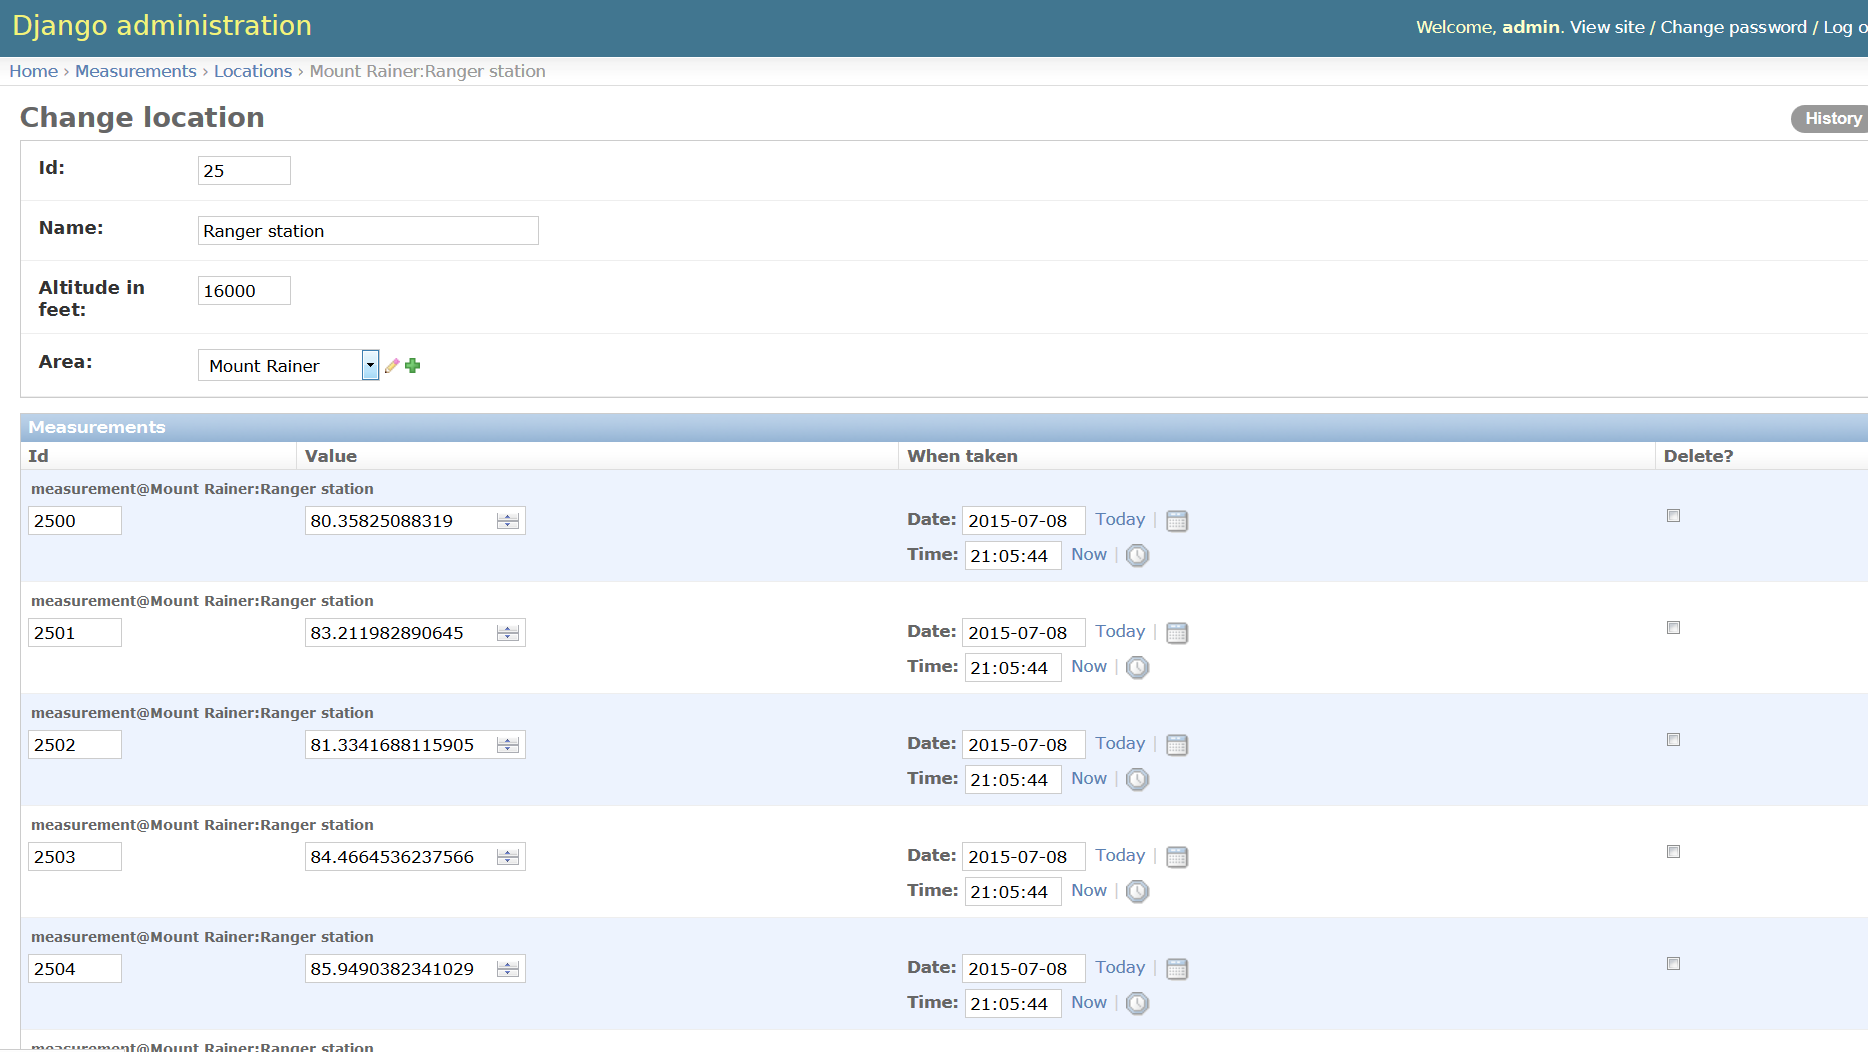 Django administration
Welcome, admin. View site / Change password / Log o
Home › Measurements › Locations › Mount Rainer:Ranger station
Change location
History
Id: 25
Name: Ranger station
Altitude in
feet: 16000
Area: Mount Rainer
Measurements
Id Value When taken Delete?
measurement@Mount Rainer:Ranger station
2500 80.35825088319 Date: 2015-07-08 Today |
Time: 21:05:44 Now |
measurement@Mount Rainer:Ranger station
2501 83.211982890645 Date: 2015-07-08 Today |
Time: 21:05:44 Now |
measurement@Mount Rainer:Ranger station
2502 81.3341688115905 Date: 2015-07-08 Today |
Time: 21:05:44 Now |
measurement@Mount Rainer:Ranger station
2503 84.4664536237566 Date: 2015-07-08 Today |
Time: 21:05:44 Now |
measurement@Mount Rainer:Ranger station
2504 85.9490382341029 Date: 2015-07-08 Today |
Time: 21:05:44 Now |
measurement@Mount Rainer:Ranger station